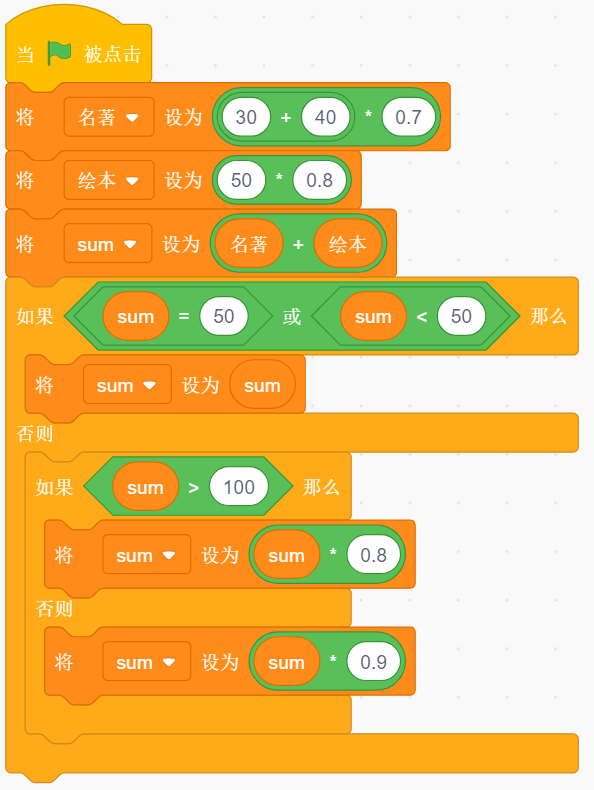 当 被点击
将 名著 设为 30 + 40 * 0.7
将 绘本 设为 50 * 0.8
将 sum 设为 名著 + 绘本
如果 sum = 50 或 sum < 50 那么
将 sum 设为 sum
否则
如果 sum > 100 那么
将 sum 设为 sum * 0.8
否则
将 sum 设为 sum * 0.9